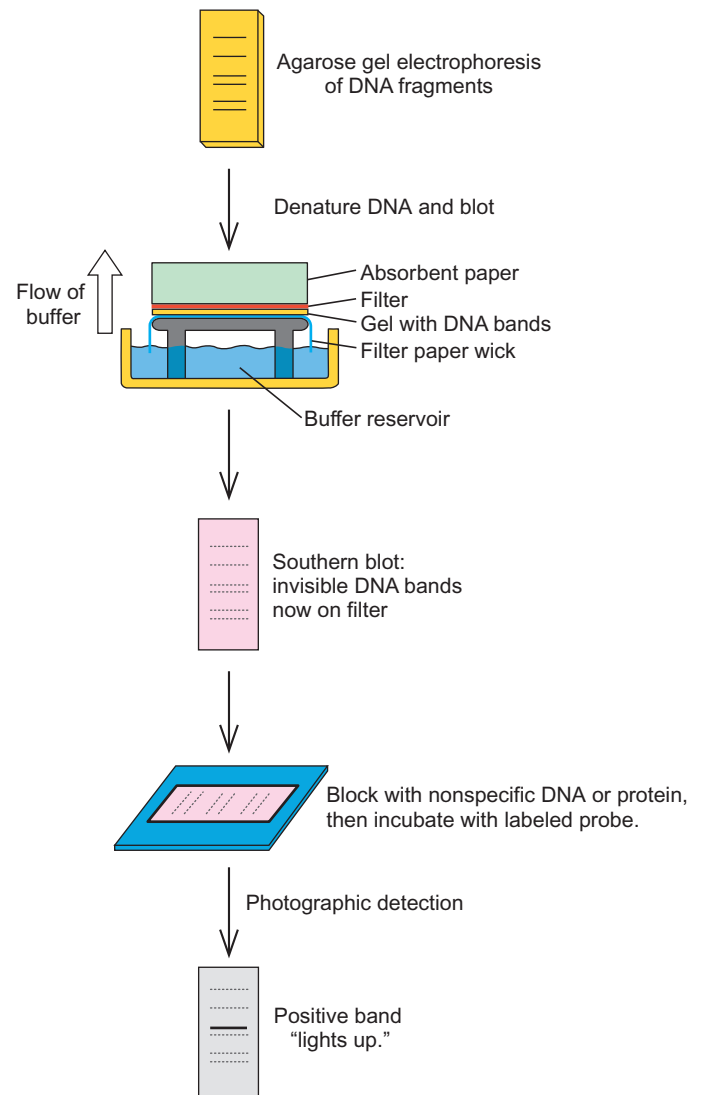 Agarose gel electrophoresis
of DNA fragments
Denature DNA and blot
Flow of
buffer
Absorbent paper
Filter
Gel with DNA bands
Filter paper wick
Buffer reservoir
Southern blot:
invisible DNA bands
now on filter
Block with nonspecific DNA or protein,
then incubate with labeled probe.
Photographic detection
Positive band
“lights up.”